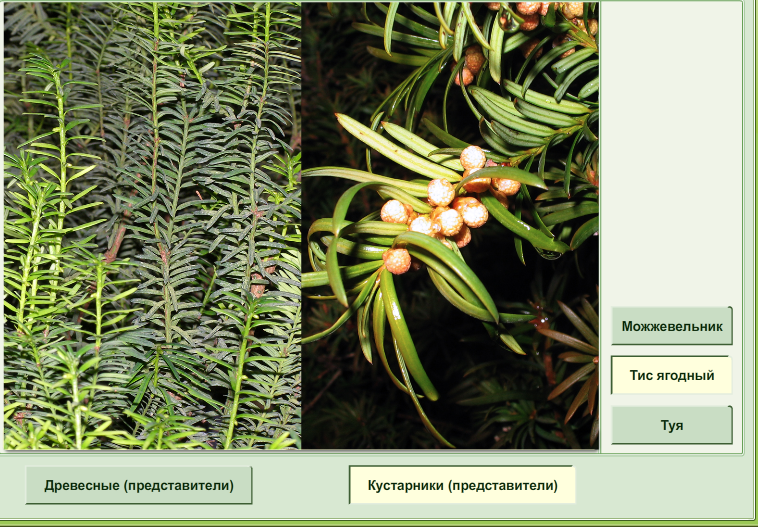 Можжевельник
Тис ягодный
Туя
Древесные (представители)
Кустарники (представители)